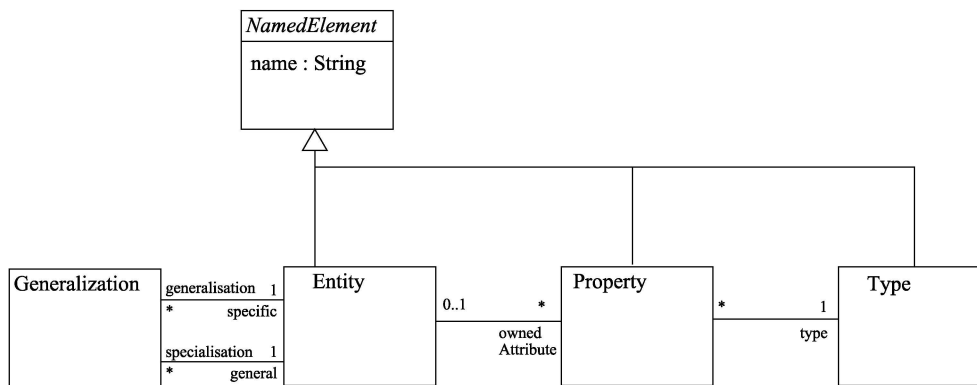 NamedElement
name : String
Generalization
generalisation 1
* specific
specialisation 1
* general
Entity
0..1 *
owned
Attribute
Property
* 1
type
Type